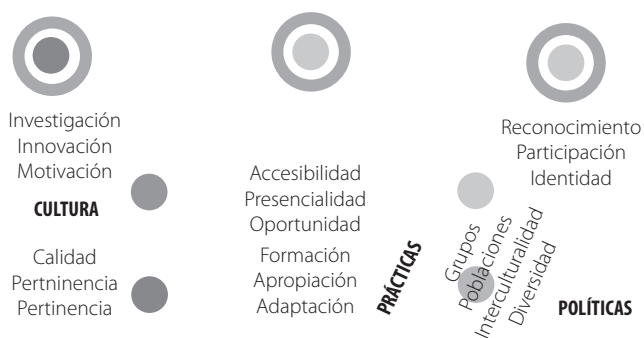 Investigación
Innovación
Motivación
CULTURA
Calidad
Pertninencia
Pertinencia
Accesibilidad
Presencialidad
Oportunidad
Formación
Apropiación
Adaptación
PRÁCTICAS
Reconocimiento
Participación
Identidad
Grupos
Poblaciones
Interculturalidad
Diversidad
POLÍTICAS